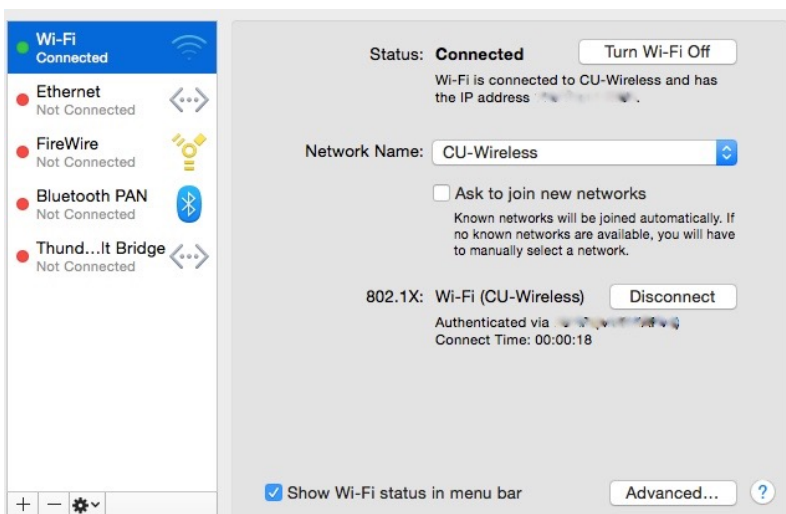 Wi-Fi
Connected
Ethernet
Not Connected
FireWire
Not Connected
Bluetooth PAN
Not Connected
Thund...lt Bridge
Not Connected
Status: Connected Turn Wi-Fi Off
Wi-Fi is connected to CU-Wireless and has
the IP address .
Network Name: CU-Wireless
Ask to join new networks
Known networks will be joined automatically. If
no known networks are available, you will have
to manually select a network.
802.1X: Wi-Fi (CU-Wireless) Disconnect
Authenticated via
Connect Time: 00:00:18
Show Wi-Fi status in menu bar Advanced... ?